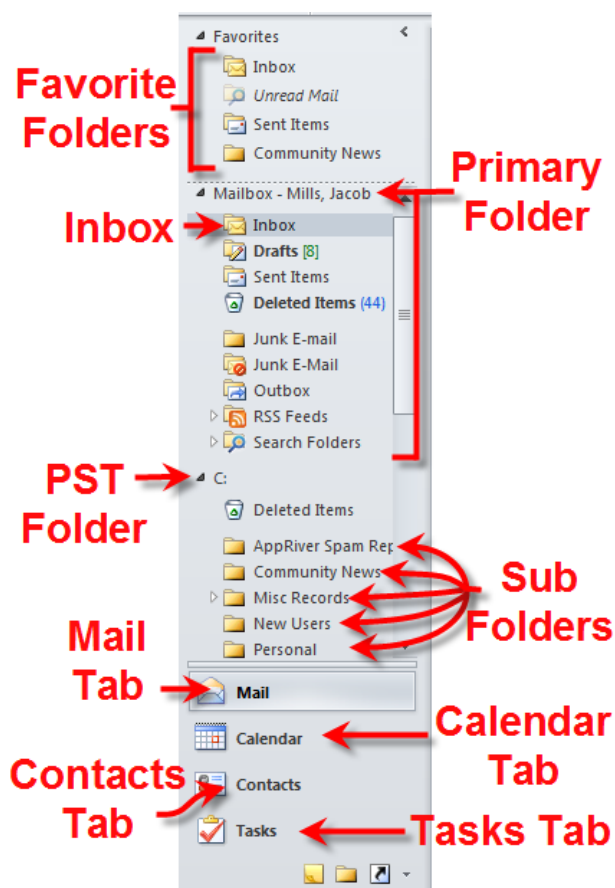 Favorites
Favorite
Folders
Inbox
Unread Mail
Sent Items
Community News
Primary
Folder
Mailbox - Mills, Jacob
Inbox
Inbox
Drafts [8]
Sent Items
Deleted Items (44)
Junk E-mail
Junk E-Mail
Outbox
RSS Feeds
Search Folders
PST
Folder
C:
Deleted Items
AppRiver Spam Rep
Community News
Misc Records
New Users
Personal
Sub
Folders
Mail
Tab
Mail
Calendar
Calendar
Tab
Contacts
Tab
Contacts
Tasks
Tasks Tab